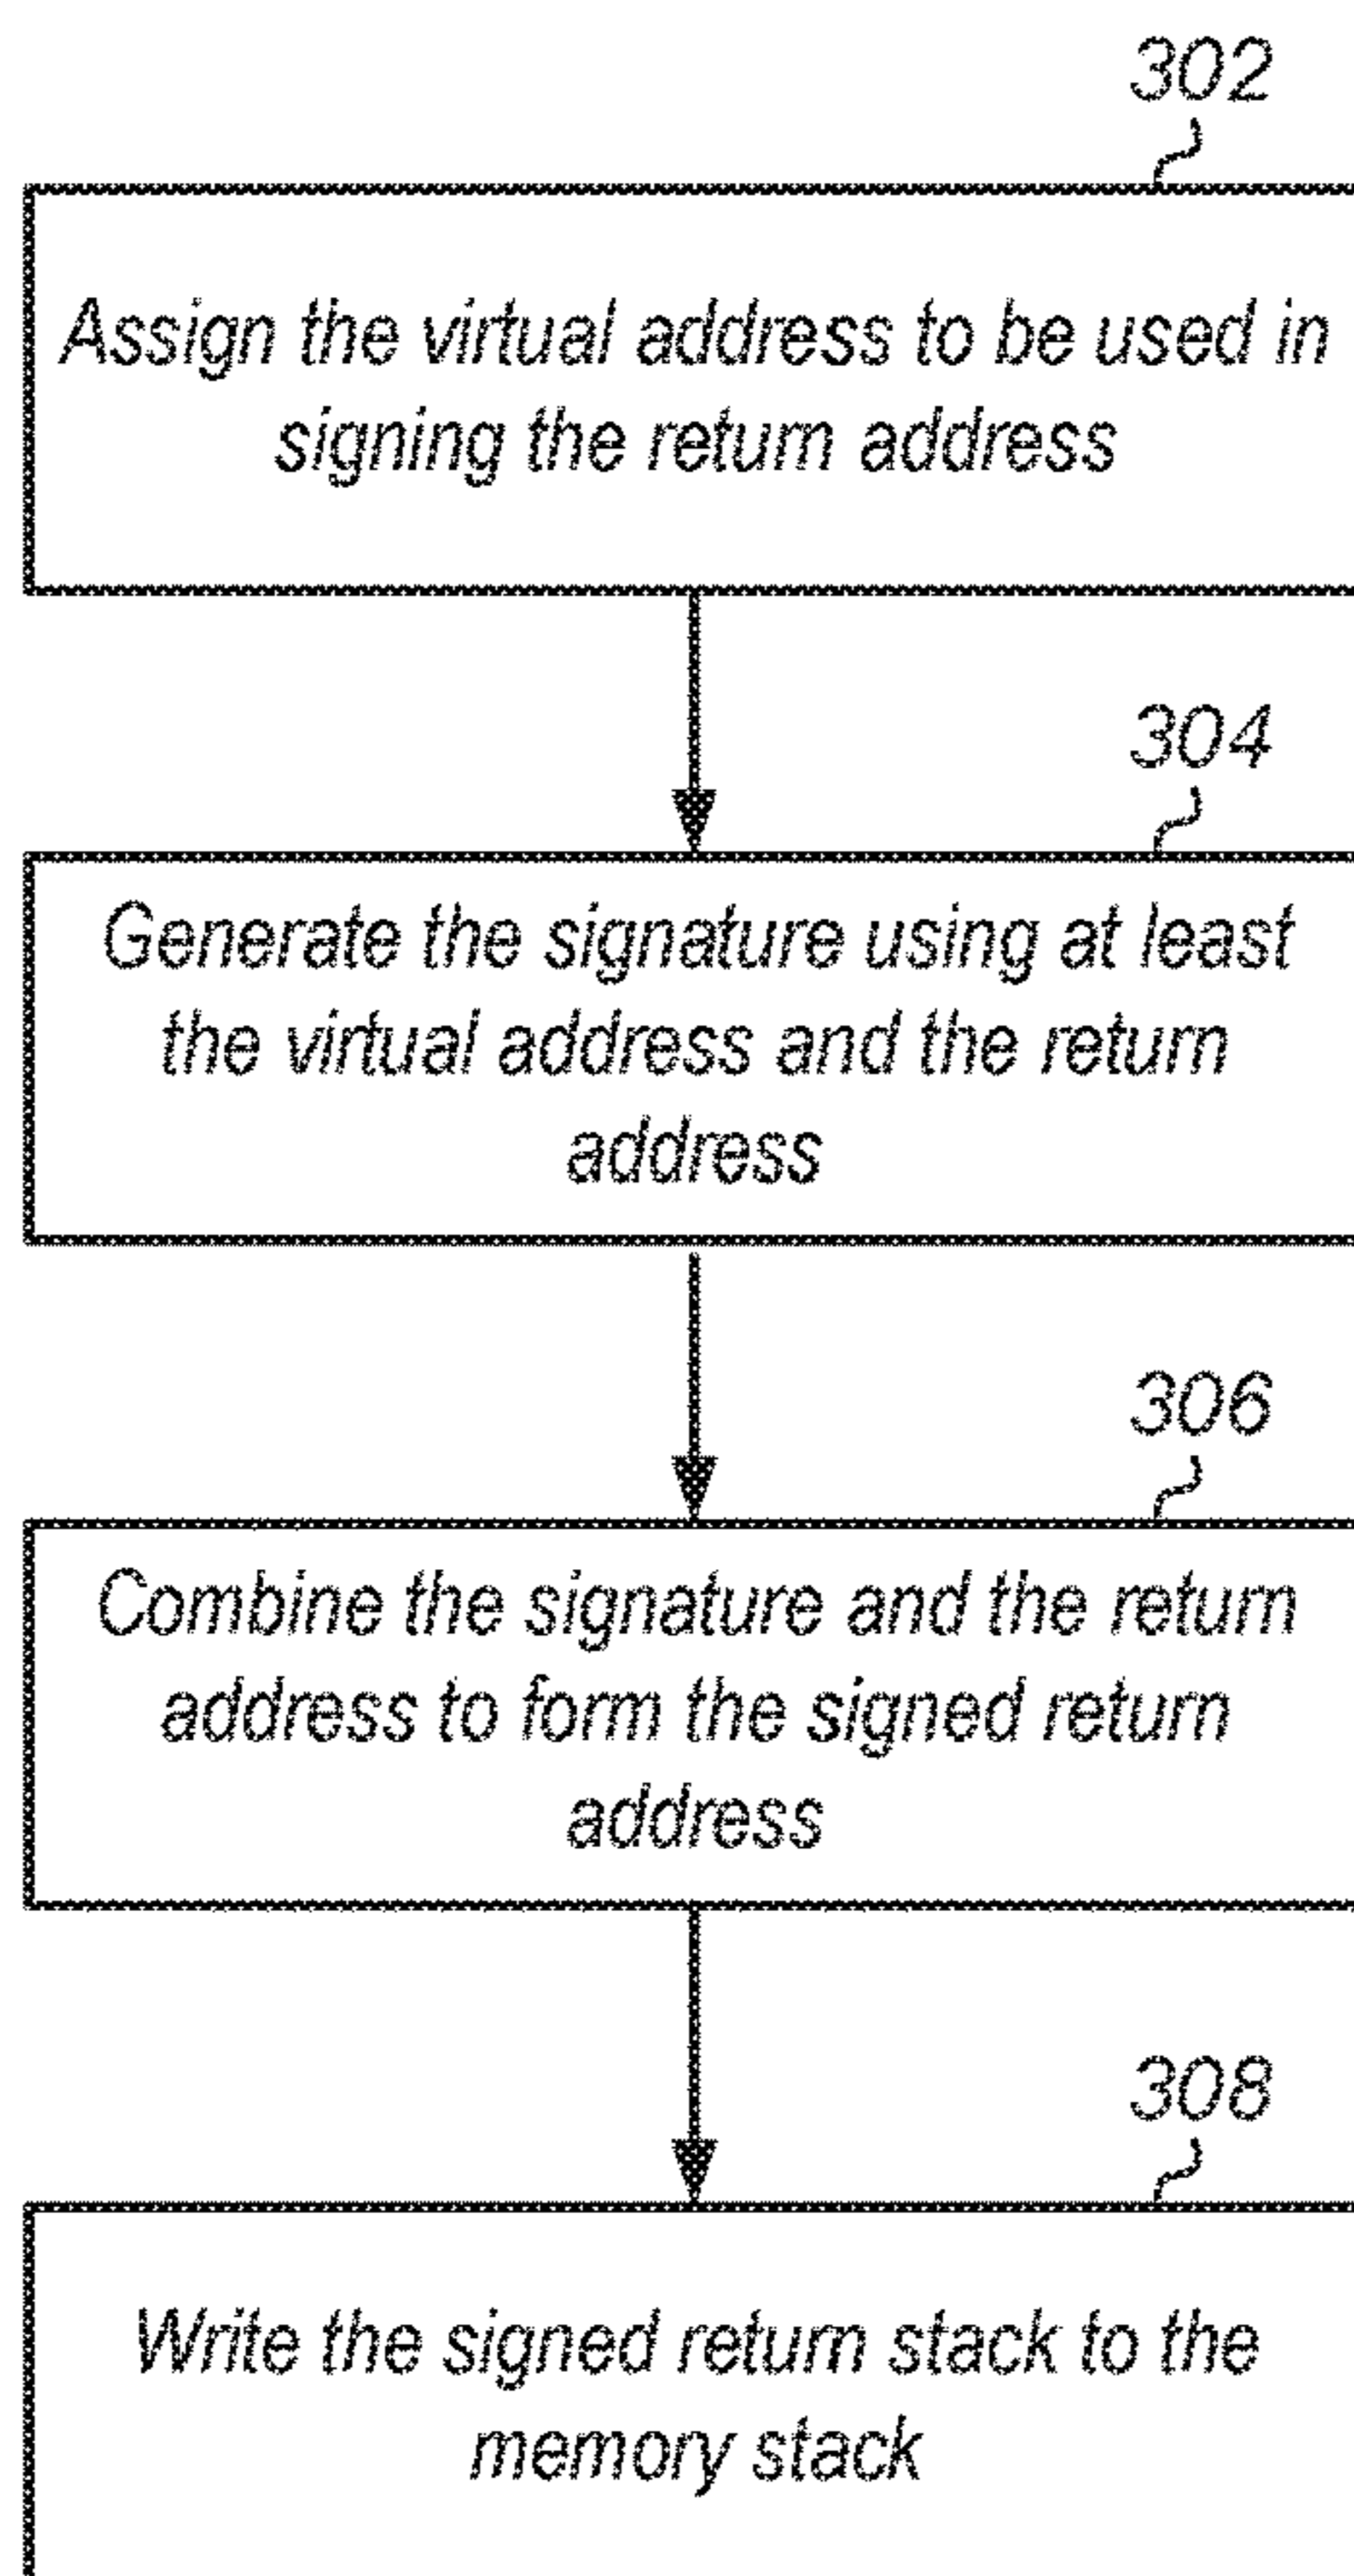 302
Assign the virtual address to be used in
signing the return address
304
Generate the signature using at least
the virtual address and the return
address
306
Combine the signature and the return
address to form the signed return
address
308
Write the signed return stack to the
memory stack